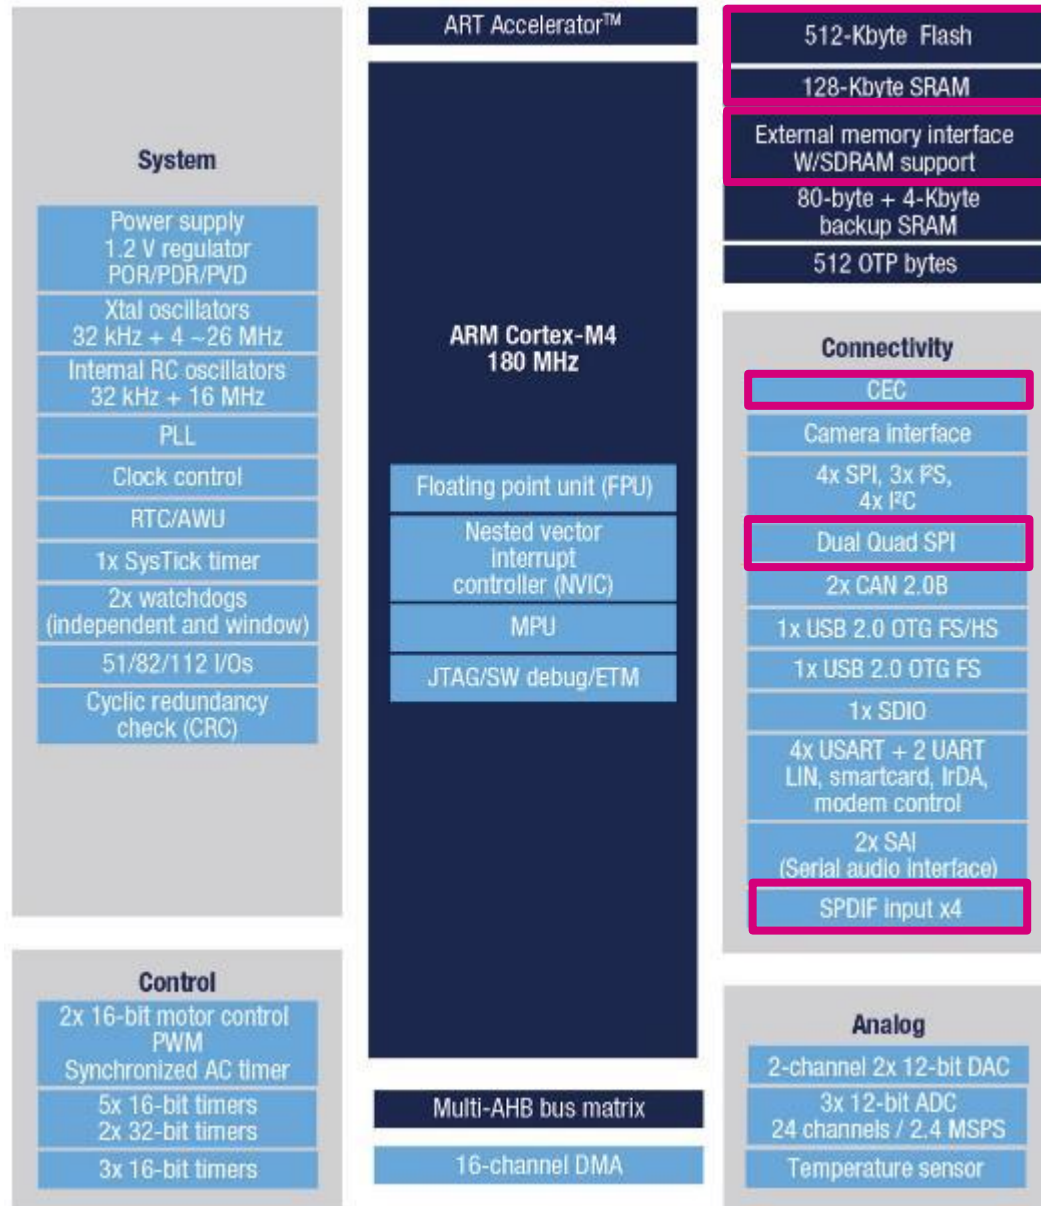 System
Power supply
1.2 V regulator
POR/PDR/PVD
Xtal oscillators
32 kHz + 4 ~26 MHz
Internal RC oscillators
32 kHz + 16 MHz
PLL
Clock control
RTC/AWU
1x SysTick timer
2x watchdogs
(independent and window)
51/82/112 I/Os
Cyclic redundancy
check (CRC)
Control
2x 16-bit motor control
PWM
Synchronized AC timer
5x 16-bit timers
2x 32-bit timers
3x 16-bit timers
ART Accelerator™
ARM Cortex-M4
180 MHz
Floating point unit (FPU)
Nested vector
interrupt
controller (NVIC)
MPU
JTAG/SW debug/ETM
Multi-AHB bus matrix
16-channel DMA
512-Kbyte Flash
128-Kbyte SRAM
External memory interface
W/SDRAM support
80-byte + 4-Kbyte
backup SRAM
512 OTP bytes
Connectivity
CEC
Camera interface
4x SPI, 3x I²S,
4x I²C
Dual Quad SPI
2x CAN 2.0B
1x USB 2.0 OTG FS/HS
1x USB 2.0 OTG FS
1x SDIO
4x USART + 2 UART
LIN, smartcard, IrDA,
modem control
2x SAI
(Serial audio interface)
SPDIF input x4
Analog
2-channel 2x 12-bit DAC
3x 12-bit ADC
24 channels / 2.4 MSPS
Temperature sensor